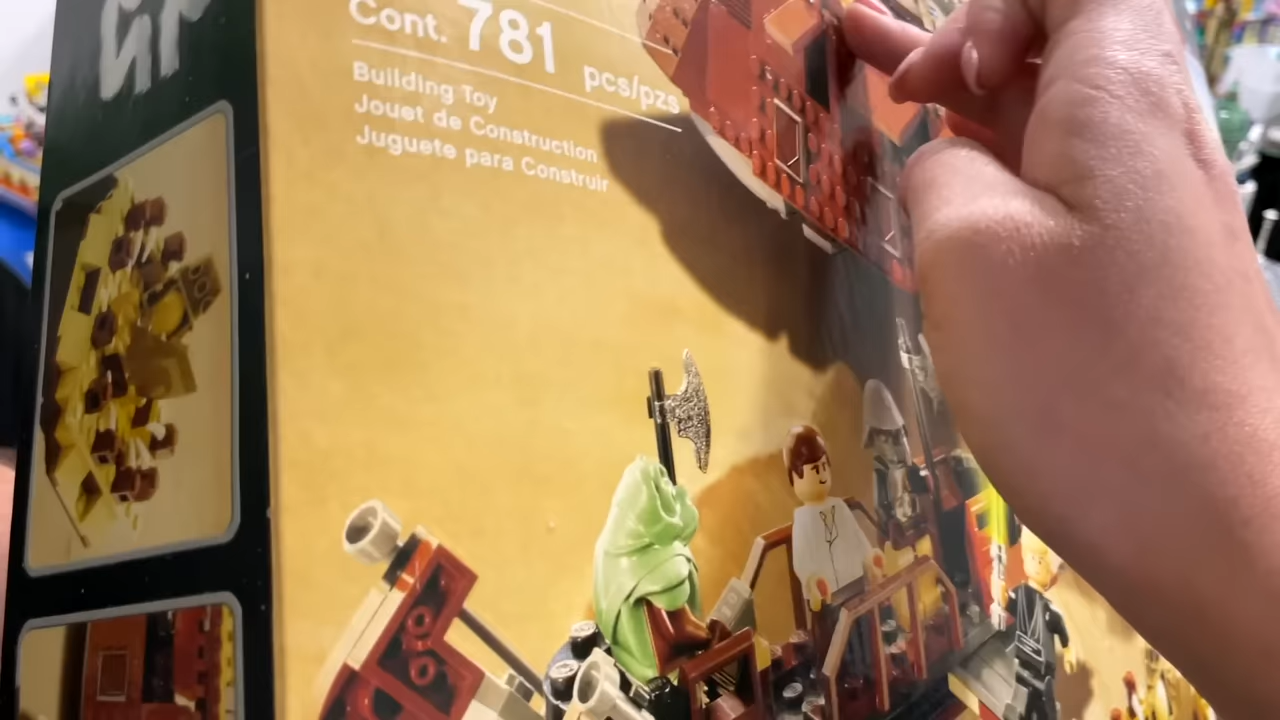 Cont. 781 pcs/pzs
Building Toy
Jouet de Construction
Juguete para Construir